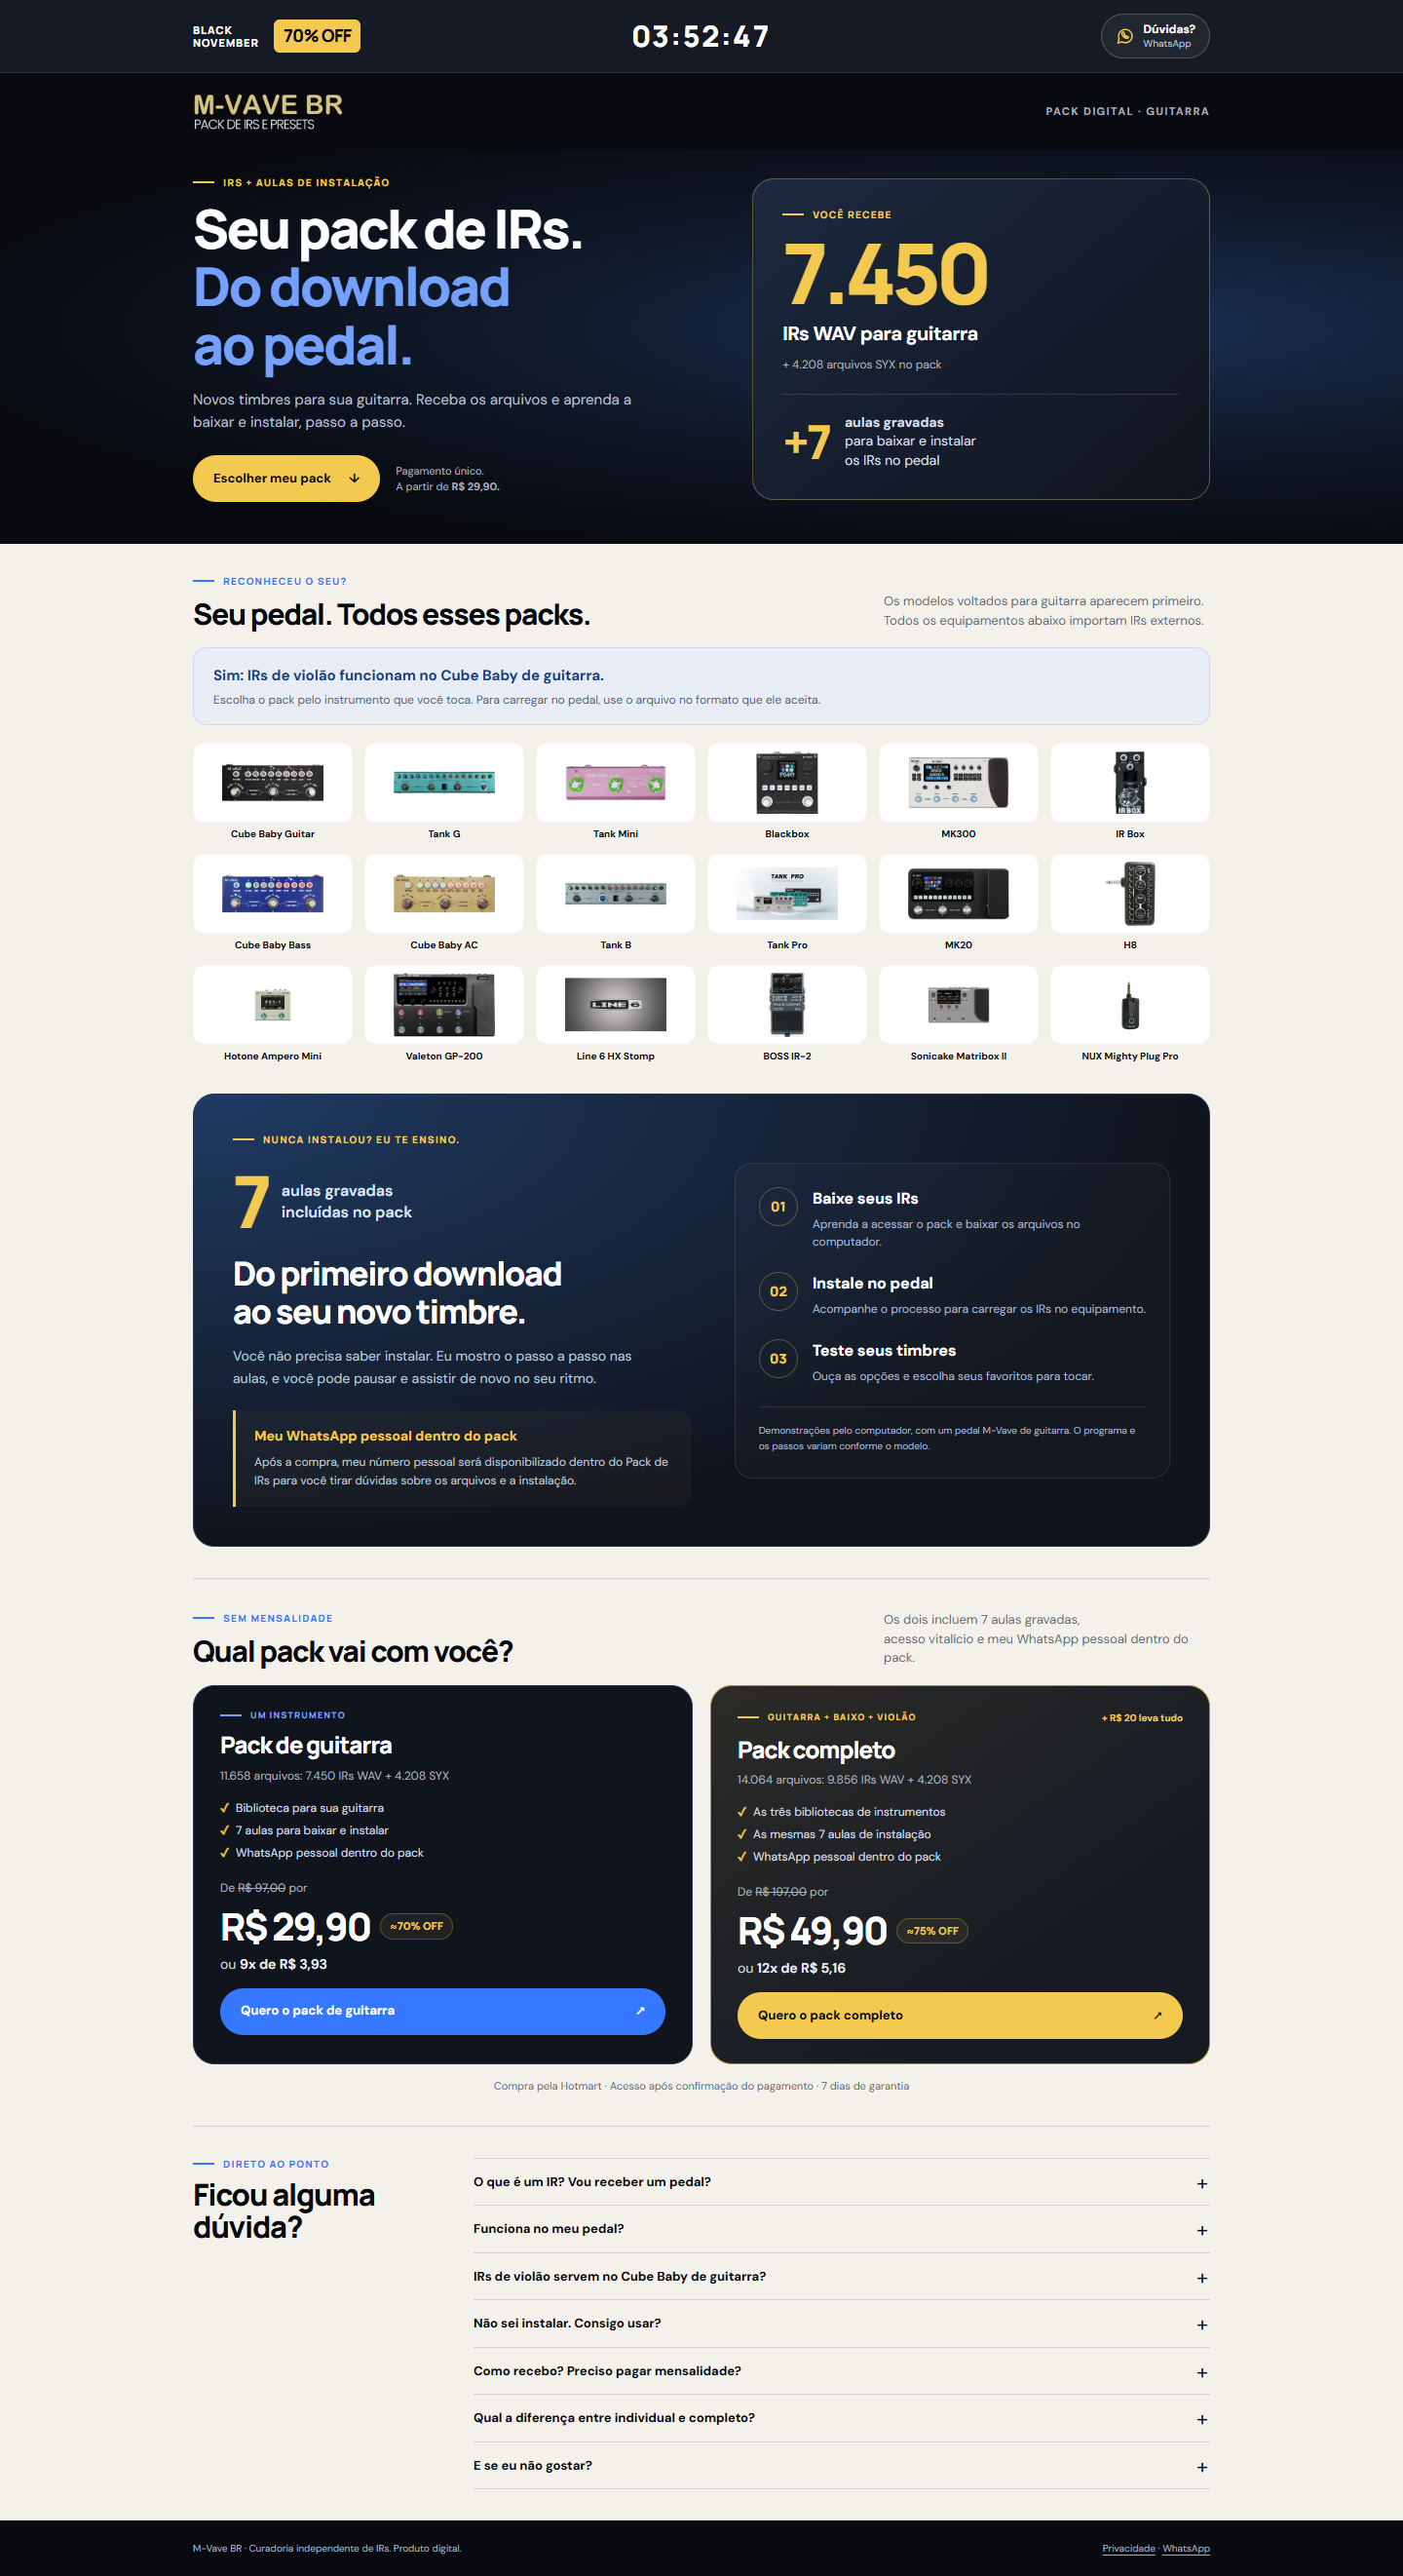 BLACK
NOVEMBER
70% OFF
03:52:47
Dúvidas?
WhatsApp
M-VAVE BR
PACK DE IRS E PRESETS
PACK DIGITAL · GUITARRA
IRS + AULAS DE INSTALAÇÃO
Seu pack de IRs.
Do download
ao pedal.
Novos timbres para sua guitarra. Receba os arquivos e aprenda a
baixar e instalar, passo a passo.
Escolher meu pack ↓
Pagamento único.
A partir de R$ 29,90.
VOCÊ RECEBE
7.450
IRs WAV para guitarra
+ 4.208 arquivos SYX no pack
+7
aulas gravadas
para baixar e instalar
os IRs no pedal
RECONHECEU O SEU?
Seu pedal. Todos esses packs.
Os modelos voltados para guitarra aparecem primeiro.
Todos os equipamentos abaixo importam IRs externos.
Sim: IRs de violão funcionam no Cube Baby de guitarra.
Escolha o pack pelo instrumento que você toca. Para carregar no pedal, use o arquivo no formato que ele aceita.
IR BOX
Cube Baby Guitar
Tank G
Tank Mini
Blackbox
MK300
IR Box
TANK PRO
Cube Baby Bass
Cube Baby AC
Tank B
Tank Pro
MK20
H8
LINE 6
Hotone Ampero Mini
Valeton GP-200
Line 6 HX Stomp
BOSS IR-2
Sonicake Matribox II
NUX Mighty Plug Pro
NUNCA INSTALOU? EU TE ENSINO.
7
aulas gravadas
incluídas no pack
Do primeiro download
ao seu novo timbre.
Você não precisa saber instalar. Eu mostro o passo a passo nas
aulas, e você pode pausar e assistir de novo no seu ritmo.
Meu WhatsApp pessoal dentro do pack
Após a compra, meu número pessoal será disponibilizado dentro do Pack de
IRs para você tirar dúvidas sobre os arquivos e a instalação.
01
Baixe seus IRs
Aprenda a acessar o pack e baixar os arquivos no
computador.
02
Instale no pedal
Acompanhe o processo para carregar os IRs no equipamento.
03
Teste seus timbres
Ouça as opções e escolha seus favoritos para tocar.
Demonstrações pelo computador, com um pedal M-Vave de guitarra. O programa e
os passos variam conforme o modelo.
SEM MENSALIDADE
Qual pack vai com você?
Os dois incluem 7 aulas gravadas,
acesso vitalício e meu WhatsApp pessoal dentro do
pack.
UM INSTRUMENTO
Pack de guitarra
11.658 arquivos: 7.450 IRs WAV + 4.208 SYX
✓ Biblioteca para sua guitarra
✓ 7 aulas para baixar e instalar
✓ WhatsApp pessoal dentro do pack
De R$ 97,00 por
R$ 29,90 ≈70% OFF
ou 9x de R$ 3,93
Quero o pack de guitarra ↗
GUITARRA + BAIXO + VIOLÃO
+ R$ 20 leva tudo
Pack completo
14.064 arquivos: 9.856 IRs WAV + 4.208 SYX
✓ As três bibliotecas de instrumentos
✓ As mesmas 7 aulas de instalação
✓ WhatsApp pessoal dentro do pack
De R$ 197,00 por
R$ 49,90 ≈75% OFF
ou 12x de R$ 5,16
Quero o pack completo ↗
Compra pela Hotmart · Acesso após confirmação do pagamento · 7 dias de garantia
DIRETO AO PONTO
Ficou alguma
dúvida?
O que é um IR? Vou receber um pedal? +
Funciona no meu pedal? +
IRs de violão servem no Cube Baby de guitarra? +
Não sei instalar. Consigo usar? +
Como recebo? Preciso pagar mensalidade? +
Qual a diferença entre individual e completo? +
E se eu não gostar? +
M-Vave BR · Curadoria independente de IRs. Produto digital.
Privacidade · WhatsApp